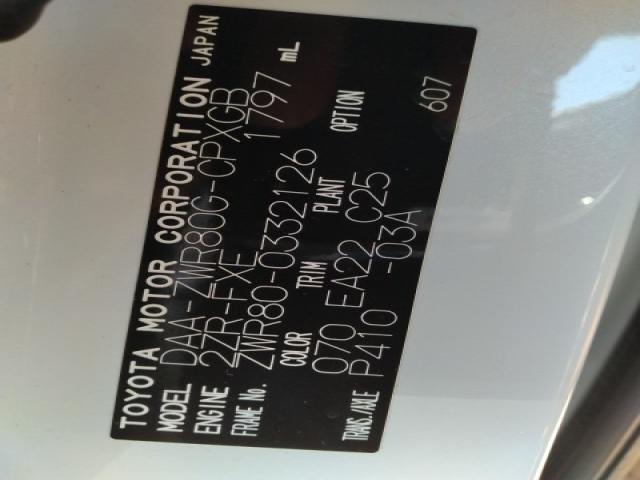 TOYOTA MOTOR CORPORATION JAPAN
MODEL DAA-ZWR80G-CPXGB
ENGINE 2ZR-FXE 1797 mL
FRAME No. ZWR80-0332126
COLOR TRIM PLANT OPTION
070 EA22 C25
TRANS./AXLE P410 -03A
607